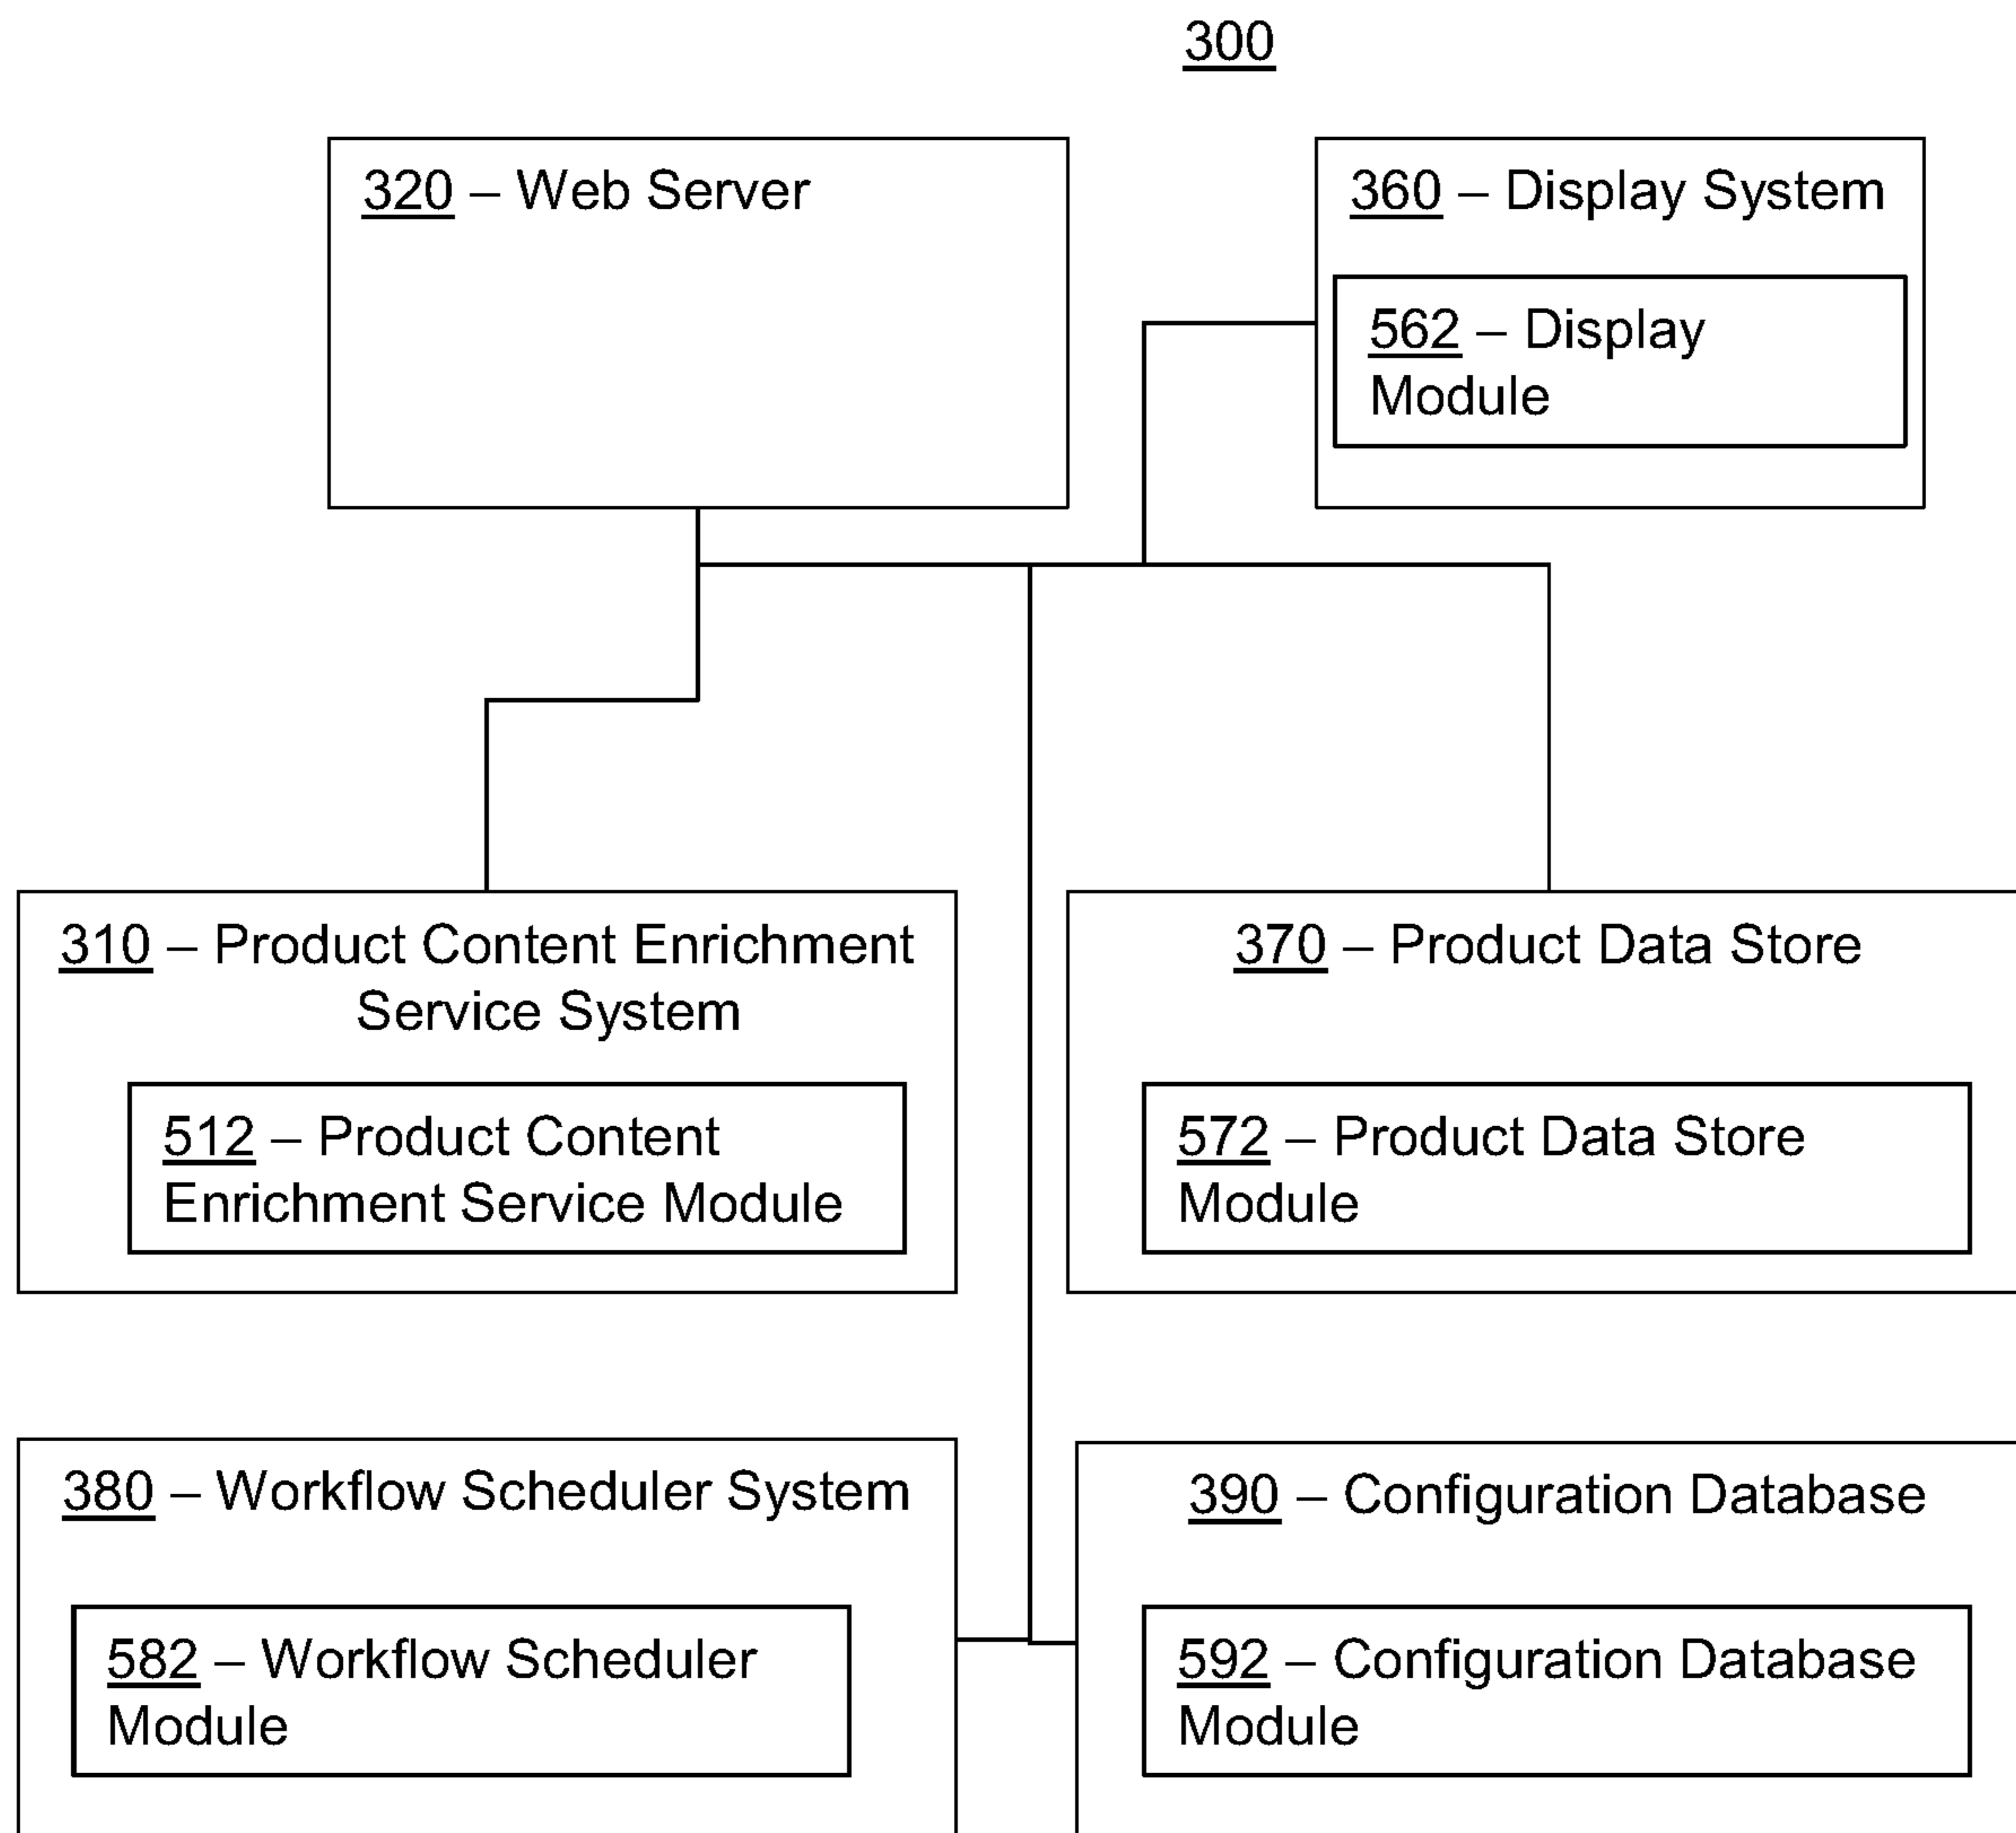 300
320 – Web Server
360 – Display System
562 – Display
Module
310 – Product Content Enrichment
Service System
512 – Product Content
Enrichment Service Module
370 – Product Data Store
572 – Product Data Store
Module
380 – Workflow Scheduler System
582 – Workflow Scheduler
Module
390 – Configuration Database
592 – Configuration Database
Module